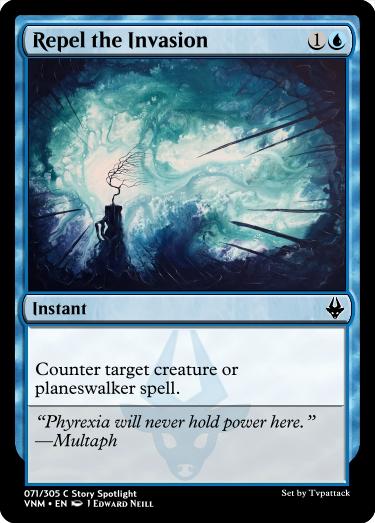 Repel the Invasion 1
Instant
Counter target creature or
planeswalker spell.
“Phyrexia will never hold power here.”
—Multaph
071/305 C Story Spotlight
VNM • EN J Edward Neill
Set by Tvpattack